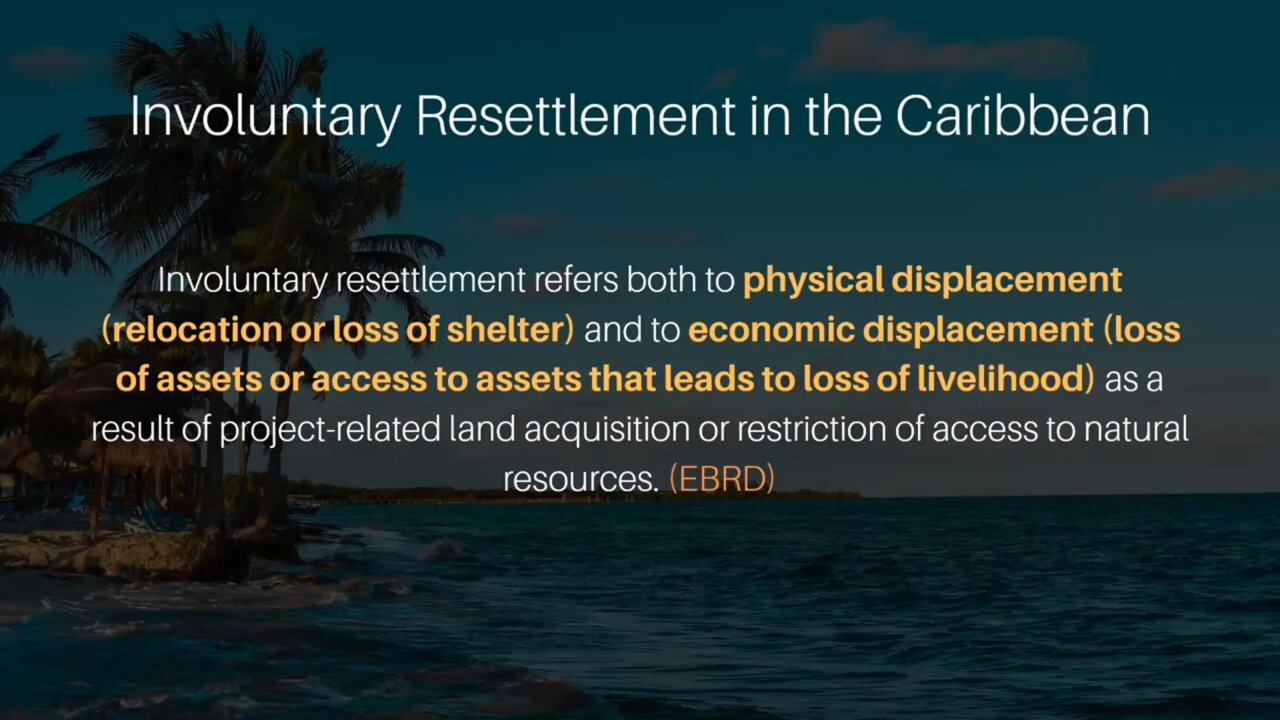 Involuntary Resettlement in the Caribbean
Involuntary resettlement refers both to physical displacement
(relocation or loss of shelter) and to economic displacement (loss
of assets or access to assets that leads to loss of livelihood) as a
result of project-related land acquisition or restriction of access to natural
resources. (EBRD)